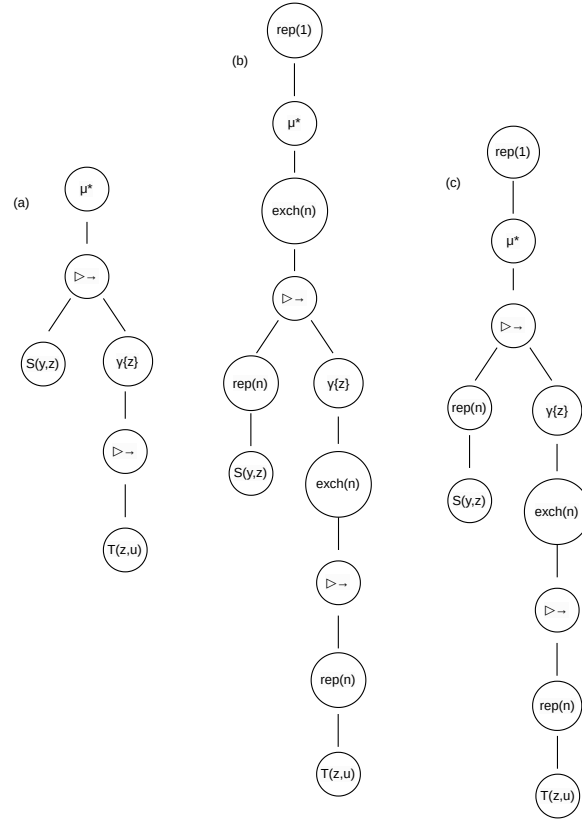 (a)
μ*
▷→
S(y,z)
γ{z}
▷→
T(z,u)
(b)
rep(1)
μ*
exch(n)
▷→
rep(n)
γ{z}
S(y,z)
exch(n)
▷→
rep(n)
T(z,u)
(c)
rep(1)
μ*
▷→
rep(n)
γ{z}
S(y,z)
exch(n)
▷→
rep(n)
T(z,u)